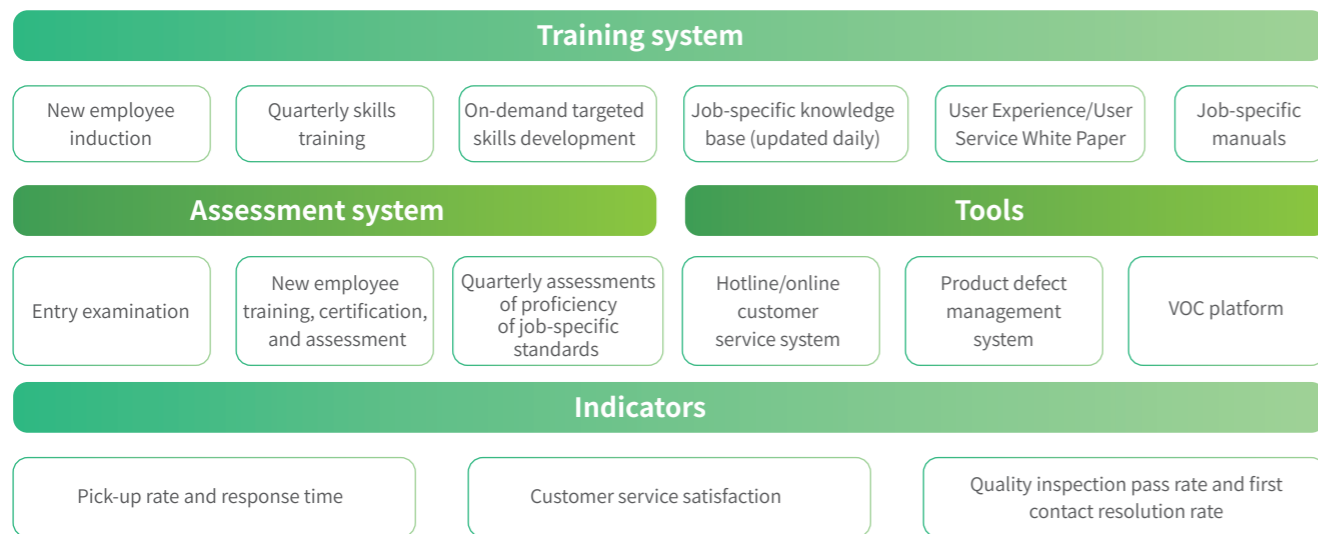 Training system
New employee
induction
Quarterly skills
training
On-demand targeted
skills development
Job-specific knowledge
base (updated daily)
User Experience/User
Service White Paper
Job-specific
manuals
Assessment system
Tools
Entry examination
New employee
training, certification,
and assessment
Quarterly assessments
of proficiency
of job-specific
standards
Hotline/online
customer
service system
Product defect
management
system
VOC platform
Indicators
Pick-up rate and response time
Customer service satisfaction
Quality inspection pass rate and first
contact resolution rate